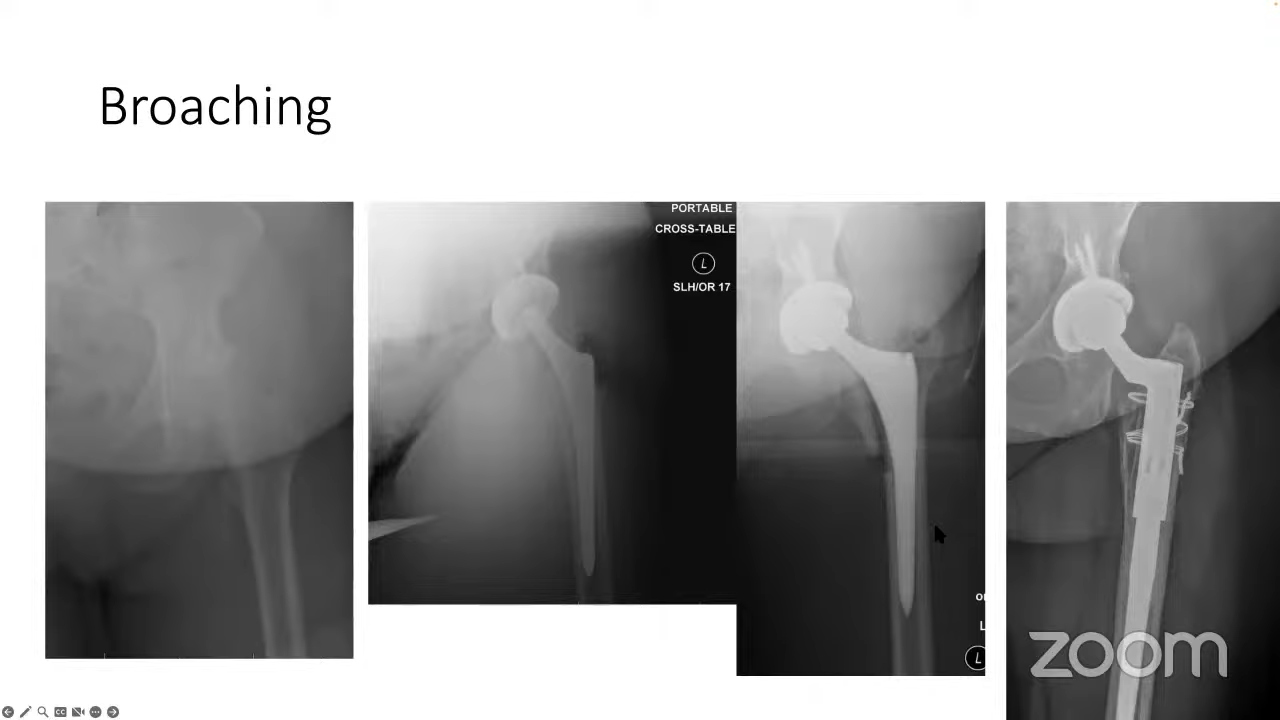 Broaching
PORTABLE
CROSS-TABLE
L
SLH/OR 17
L
zoom